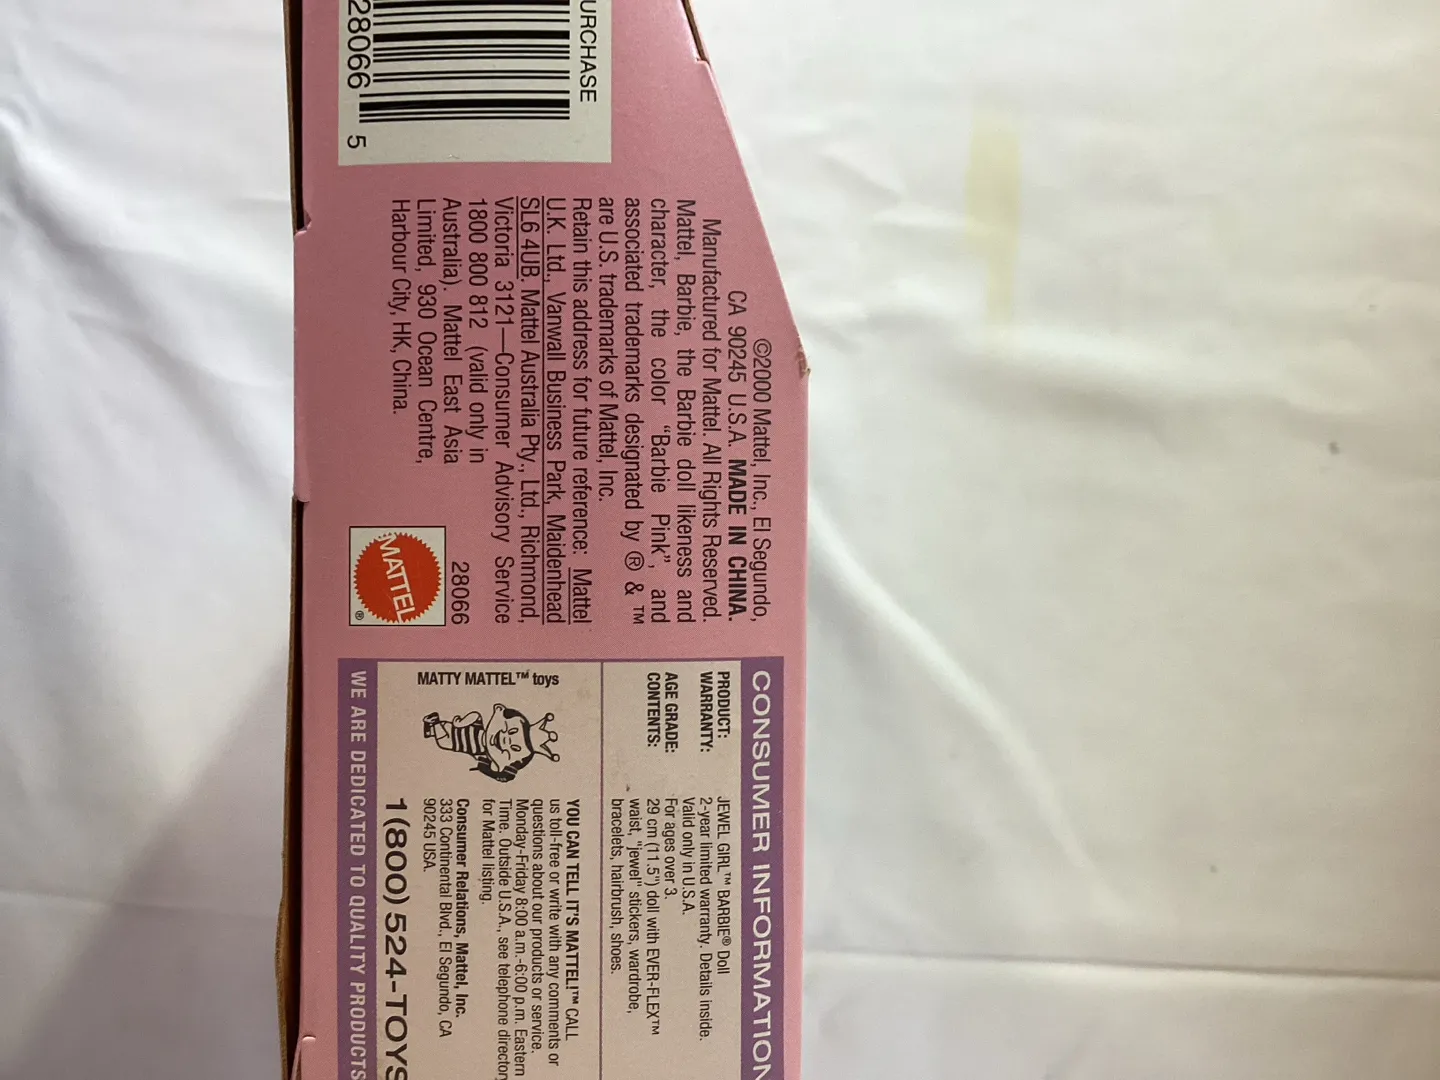 URCHASE
28066 5
©2000 Mattel, Inc., El Segundo,
CA 90245 U.S.A. MADE IN CHINA.
Manufactured for Mattel. All Rights Reserved.
Mattel, Barbie, the Barbie doll likeness and
character, the color “Barbie Pink”, and
associated trademarks designated by ® & ™
are U.S. trademarks of Mattel, Inc.
Retain this address for future reference: Mattel
U.K. Ltd., Vanwall Business Park, Maidenhead
SL6 4UB. Mattel Australia Pty., Ltd., Richmond,
Victoria 3121—Consumer Advisory Service
1800 800 812 (valid only in
Australia). Mattel East Asia
Limited, 930 Ocean Centre,
Harbour City, HK, China.
28066
MATTEL®
CONSUMER INFORMATION
PRODUCT: JEWEL GIRL™ BARBIE® Doll
WARRANTY: 2-year limited warranty. Details inside.
Valid only in U.S.A.
AGE GRADE: For ages over 3.
CONTENTS: 29 cm (11.5") doll with EVER-FLEX™
waist, "jewel" stickers, wardrobe,
bracelets, hairbrush, shoes.
MATTY MATTEL™ toys
YOU CAN TELL IT'S MATTEL!™ CALL
us toll-free or write with any comments or
questions about our products or service.
Monday-Friday 8:00 a.m.-6:00 p.m. Eastern
Time. Outside U.S.A., see telephone director
for Mattel listing.
Consumer Relations, Mattel, Inc.
333 Continental Blvd., El Segundo, CA
90245 USA.
1(800)524-TOYS
WE ARE DEDICATED TO QUALITY PRODUCTS